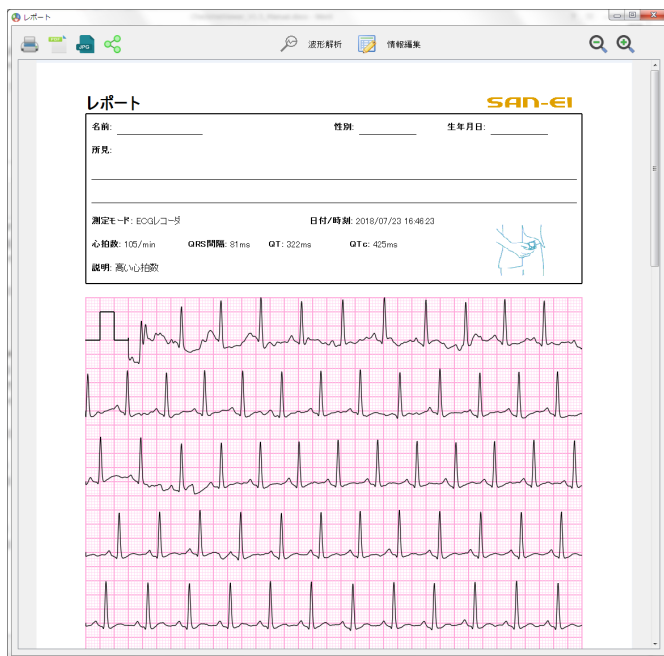 レポート
PDF
JPG
波形解析
情報編集
レポート
SAN-EI
名前:
性別:
生年月日:
所見:
測定モード: ECGレコーダ
日付/時刻: 2018/07/23 16:46:23
心拍数: 105/min
QRS間隔: 81ms
QT: 322ms
QTc: 425ms
説明: 高い心拍数